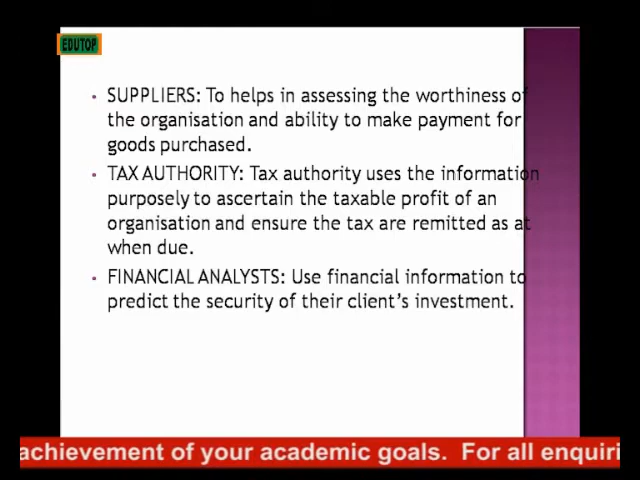 EDUTOP
• SUPPLIERS: To helps in assessing the worthiness of
the organisation and ability to make payment for
goods purchased.
• TAX AUTHORITY: Tax authority uses the information
purposely to ascertain the taxable profit of an
organisation and ensure the tax are remitted as at
when due.
• FINANCIAL ANALYSTS: Use financial information to
predict the security of their client's investment.
achievement of your academic goals. For all enquiri